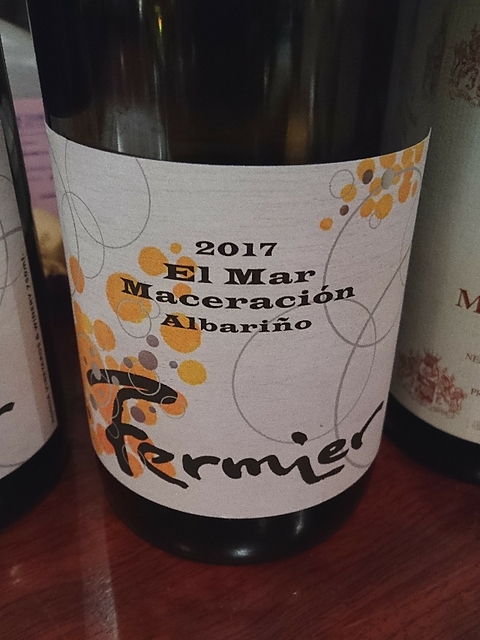 2017
El Mar
Maceración
Albariño
Fermier